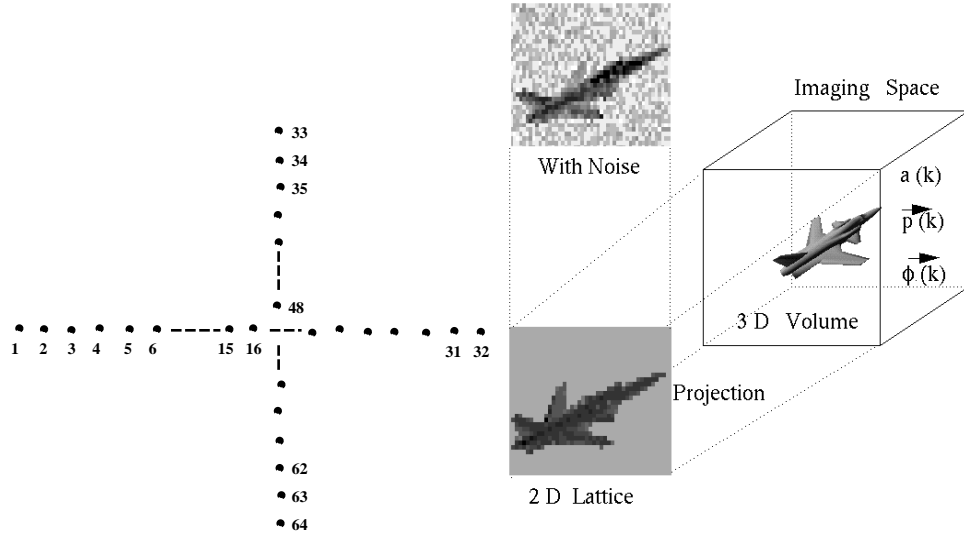 33
34
35
48
1 2 3 4 5 6 15 16 31 32
62
63
64
With Noise
Imaging Space
a (k)
p (k)
ϕ (k)
3 D Volume
Projection
2 D Lattice